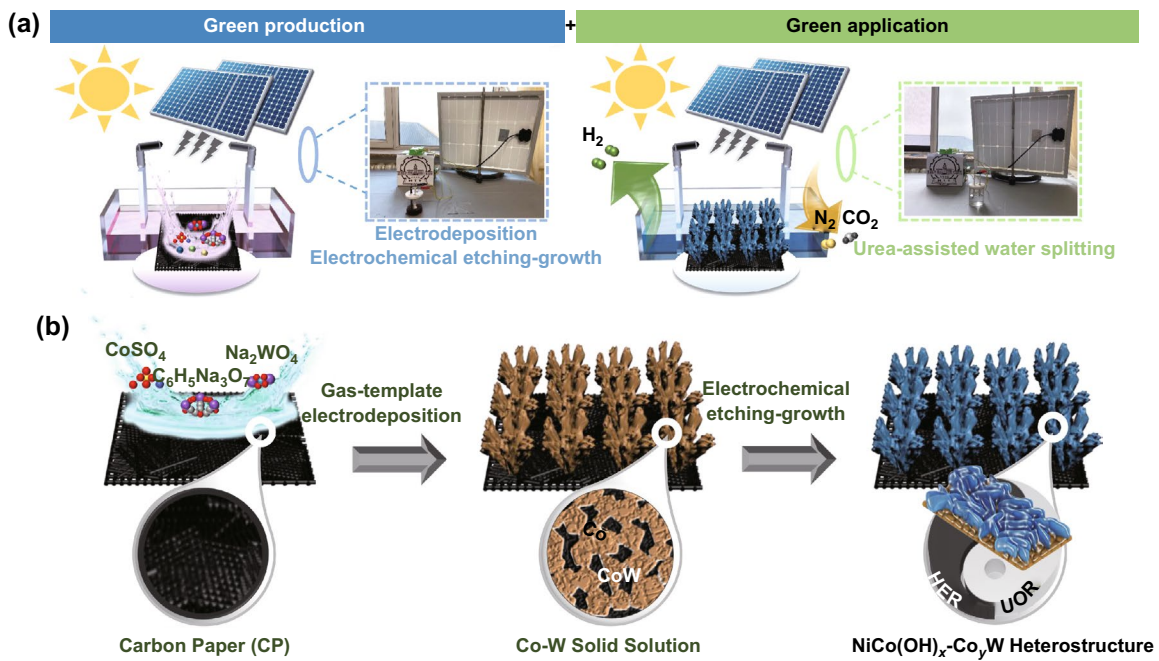 (a)
Green production
+
Green application
H₂
N₂ CO₂
Electrodeposition
Electrochemical etching-growth
Urea-assisted water splitting
(b)
CoSO₄
Na₂WO₄
C₆H₅Na₃O₇
Gas-template
electrodeposition
Electrochemical
etching-growth
Co
CoW
HER
UOR
Carbon Paper (CP)
Co-W Solid Solution
NiCo(OH)ₓ-CoᵧW Heterostructure